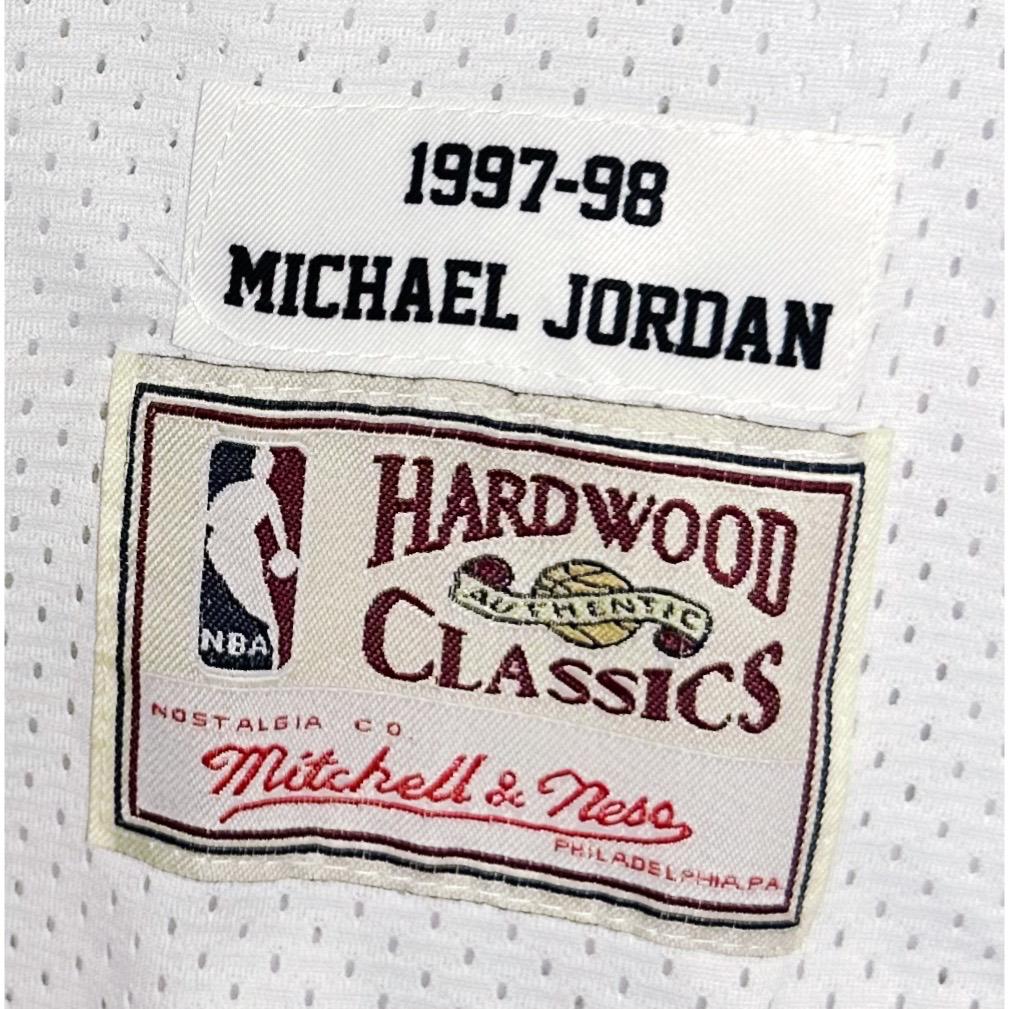 1997-98
MICHAEL JORDAN
NBA
HARDWOOD
AUTHENTIC
CLASSICS
NOSTALGIA CO.
Mitchell & Ness
PHILADELPHIA, PA